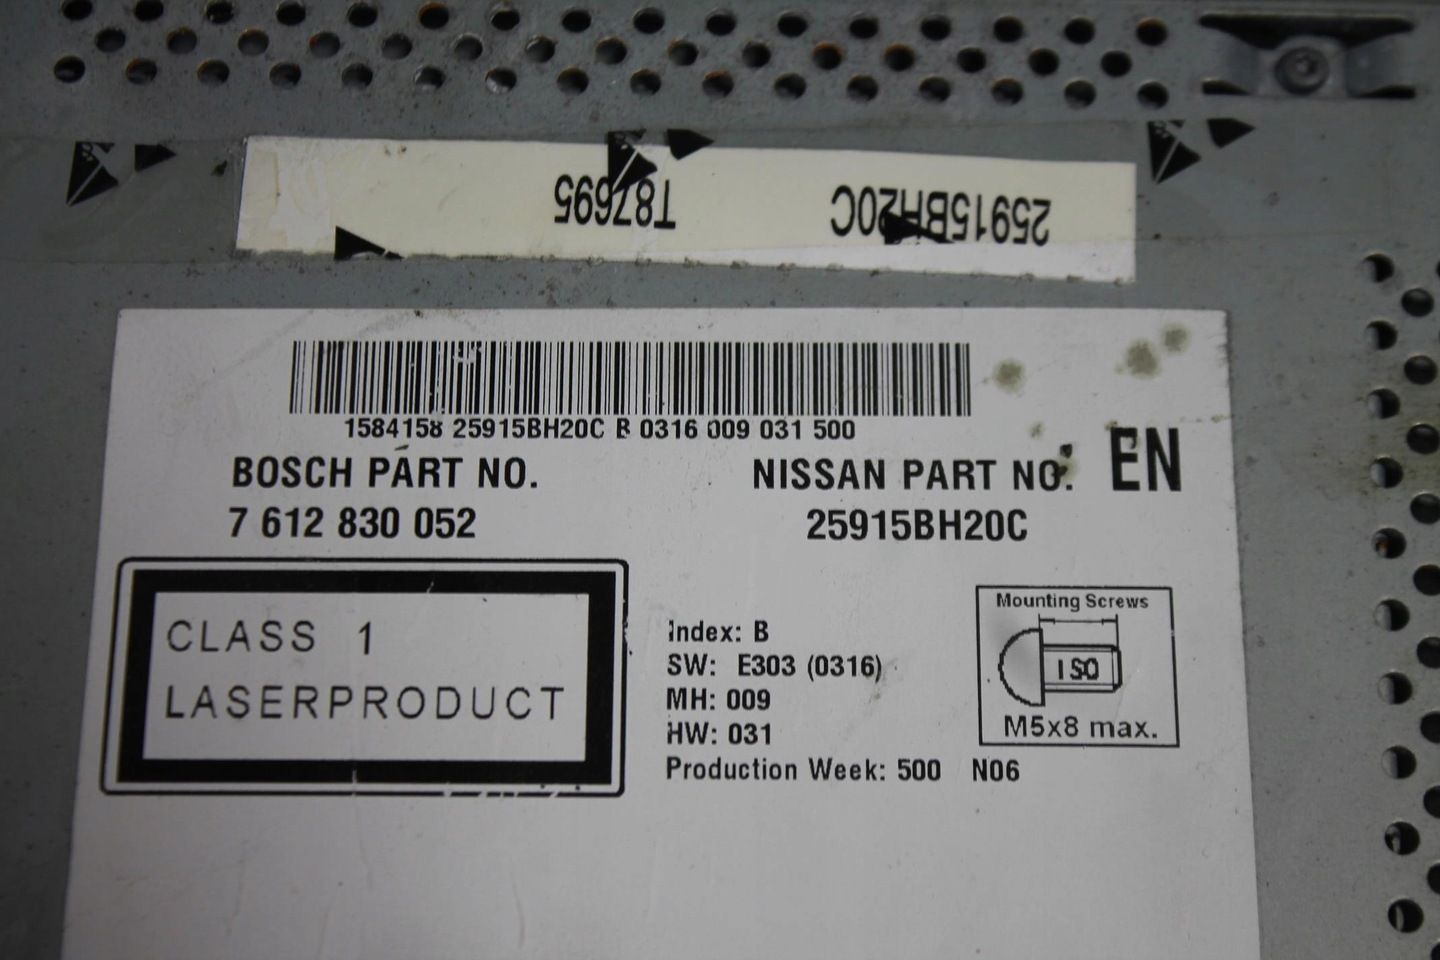 T87695 25915BH20C
1584158 25915BH20C B 0316 009 031 500
BOSCH PART NO.
7 612 830 052
NISSAN PART NO.
25915BH20C
EN
CLASS 1
LASERPRODUCT
Index: B
SW: E303 (0316)
MH: 009
HW: 031
Production Week: 500 N06
Mounting Screws
ISO
M5x8 max.